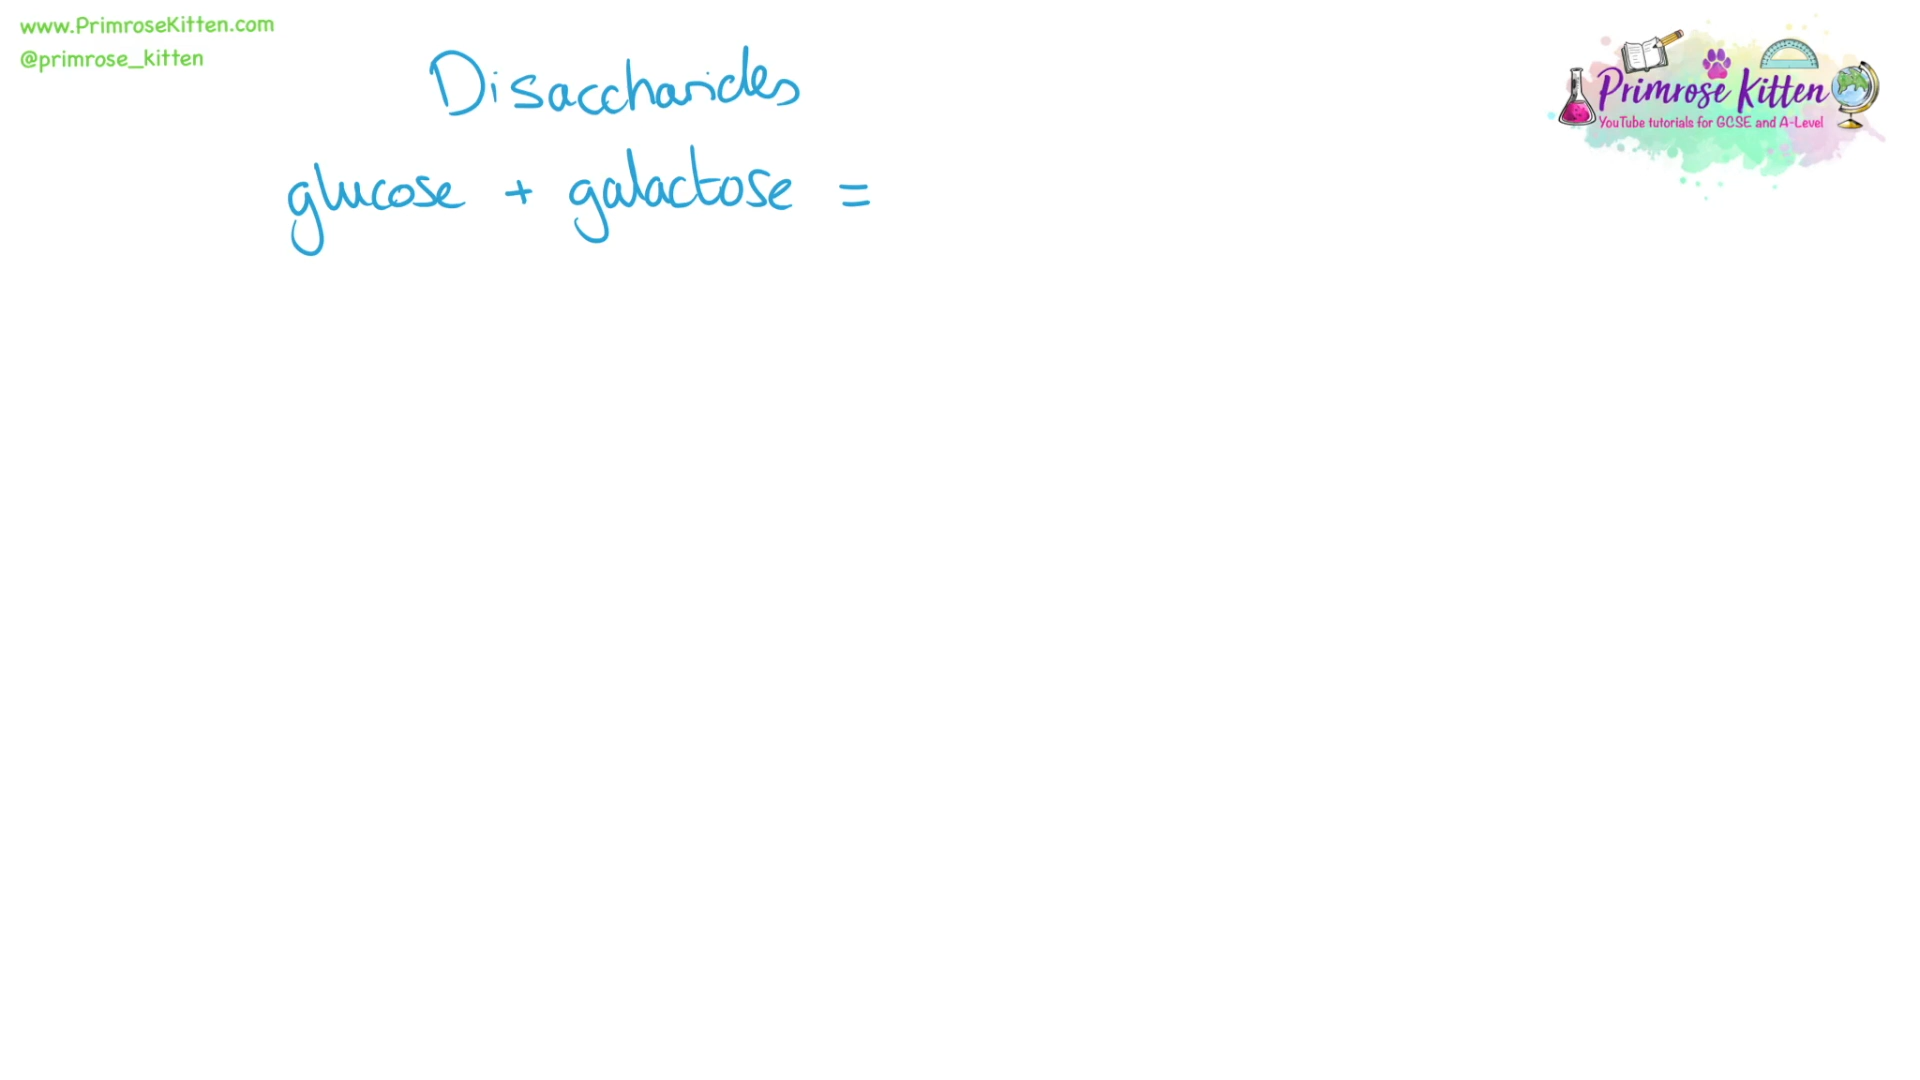 www.PrimroseKitten.com
@primrose_kitten
Disaccharides
glucose + galactose =
Primrose Kitten
YouTube tutorials for GCSE and A-Level